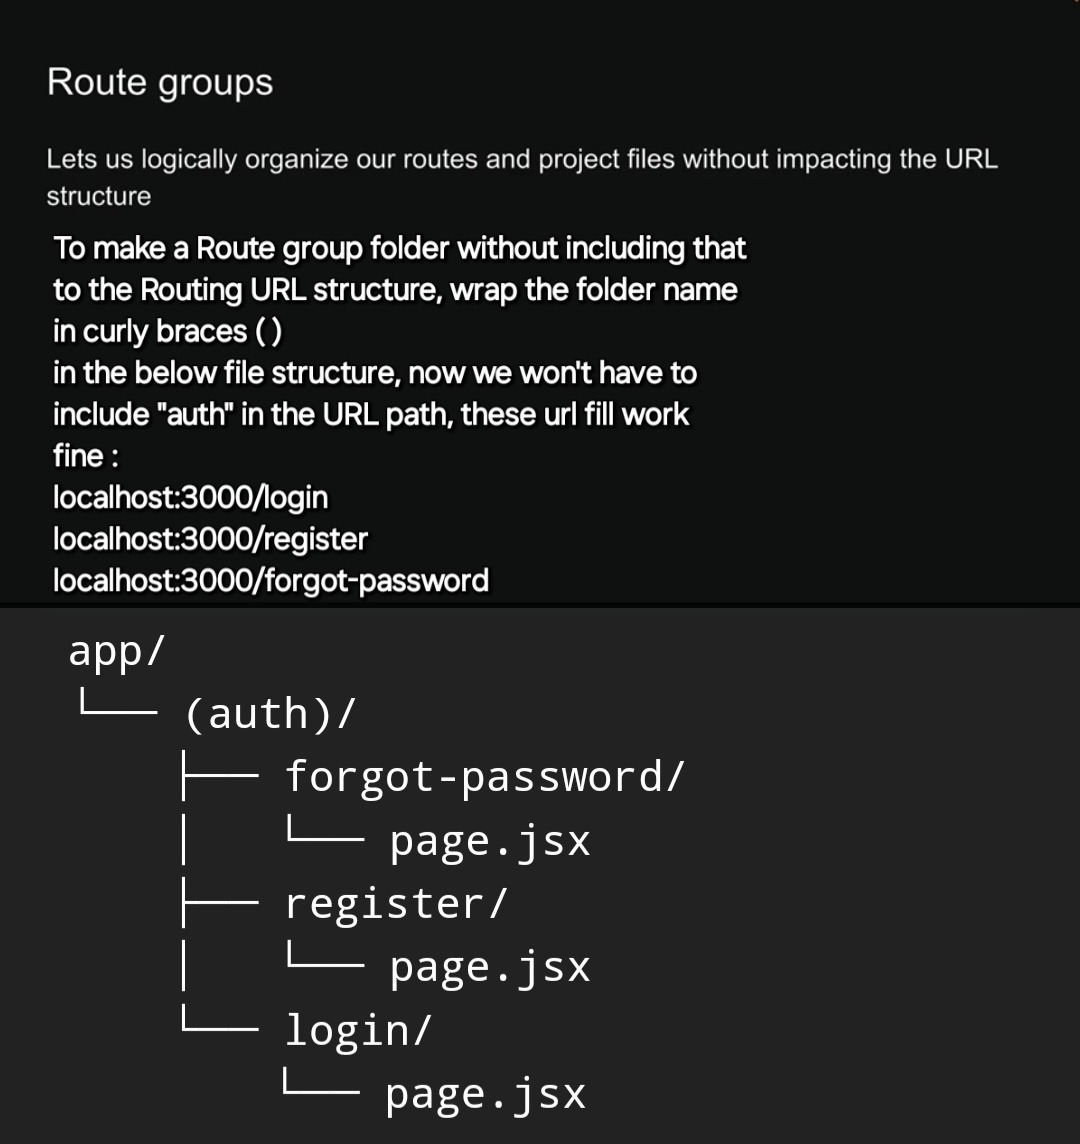 Route groups
Lets us logically organize our routes and project files without impacting the URL
structure
To make a Route group folder without including that
to the Routing URL structure, wrap the folder name
in curly braces ( )
in the below file structure, now we won't have to
include "auth" in the URL path, these url fill work
fine :
localhost:3000/login
localhost:3000/register
localhost:3000/forgot-password
app/
└── (auth)/
    ├── forgot-password/
    │   └── page.jsx
    ├── register/
    │   └── page.jsx
    └── login/
        └── page.jsx